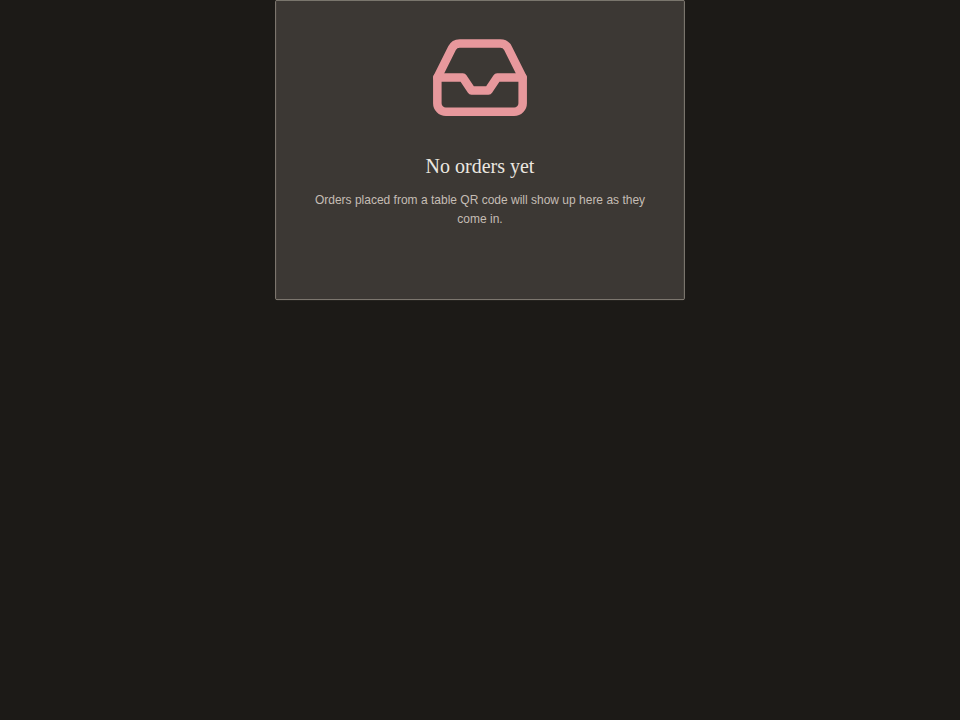 No orders yet
Orders placed from a table QR code will show up here as they
come in.